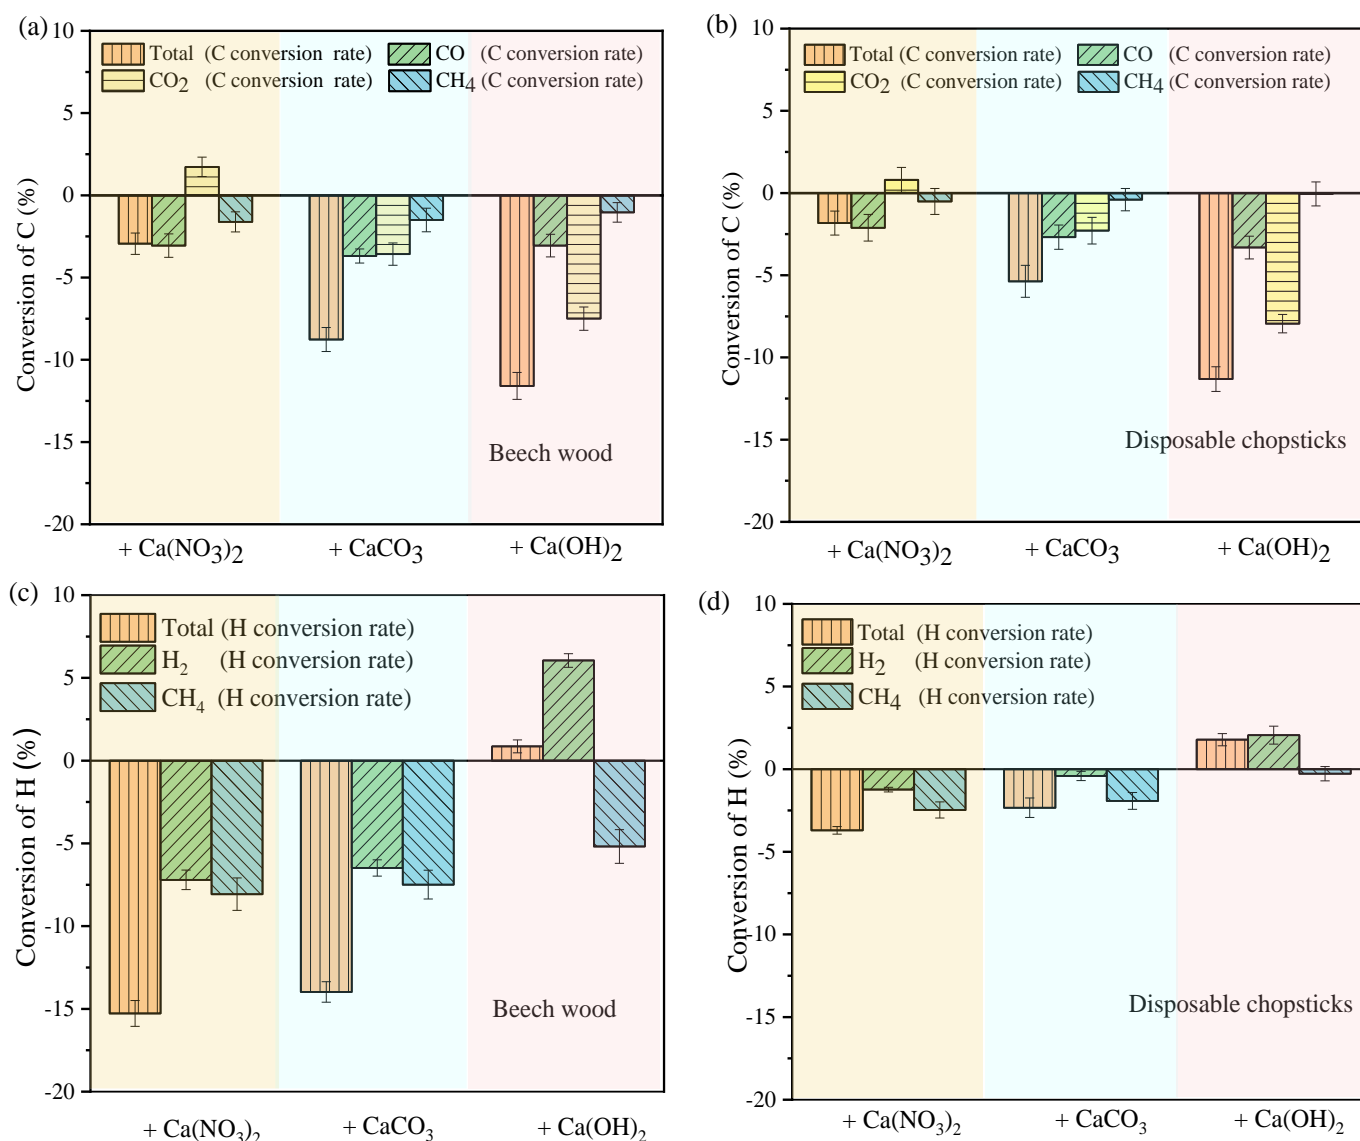 (a)
10
5
0
-5
-10
-15
-20
Conversion of C (%)
Total (C conversion rate)
CO (C conversion rate)
CO2 (C conversion rate)
CH4 (C conversion rate)
Beech wood
+ Ca(NO3)2
+ CaCO3
+ Ca(OH)2
(b)
10
5
0
-5
-10
-15
-20
Conversion of C (%)
Total (C conversion rate)
CO (C conversion rate)
CO2 (C conversion rate)
CH4 (C conversion rate)
Disposable chopsticks
+ Ca(NO3)2
+ CaCO3
+ Ca(OH)2
(c)
10
5
0
-5
-10
-15
-20
Conversion of H (%)
Total (H conversion rate)
H2 (H conversion rate)
CH4 (H conversion rate)
Beech wood
+ Ca(NO3)2
+ CaCO3
+ Ca(OH)2
(d)
10
5
0
-5
-10
-15
-20
Conversion of H (%)
Total (H conversion rate)
H2 (H conversion rate)
CH4 (H conversion rate)
Disposable chopsticks
+ Ca(NO3)2
+ CaCO3
+ Ca(OH)2